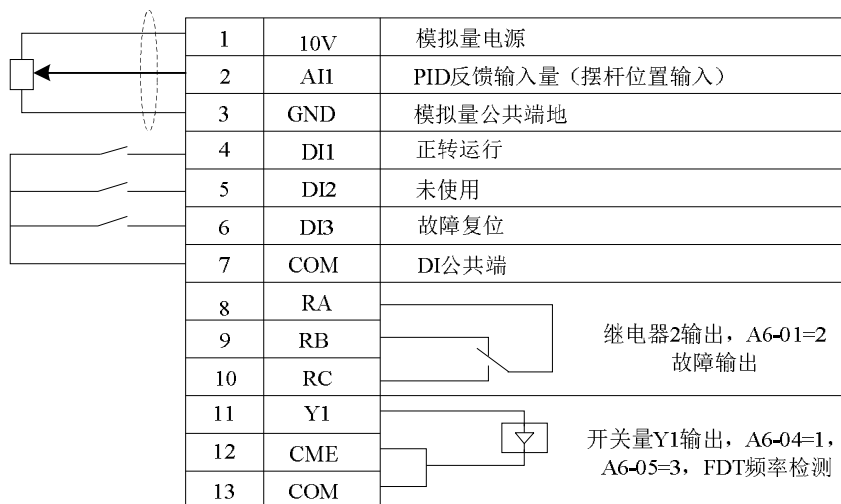 1 10V 模拟量电源
2 AI1 PID反馈输入量（摆杆位置输入）
3 GND 模拟量公共端地
4 DI1 正转运行
5 DI2 未使用
6 DI3 故障复位
7 COM DI公共端
8 RA
9 RB
10 RC
继电器2输出，A6-01=2
故障输出
11 Y1
12 CME
13 COM
开关量Y1输出，A6-04=1，
A6-05=3，FDT频率检测